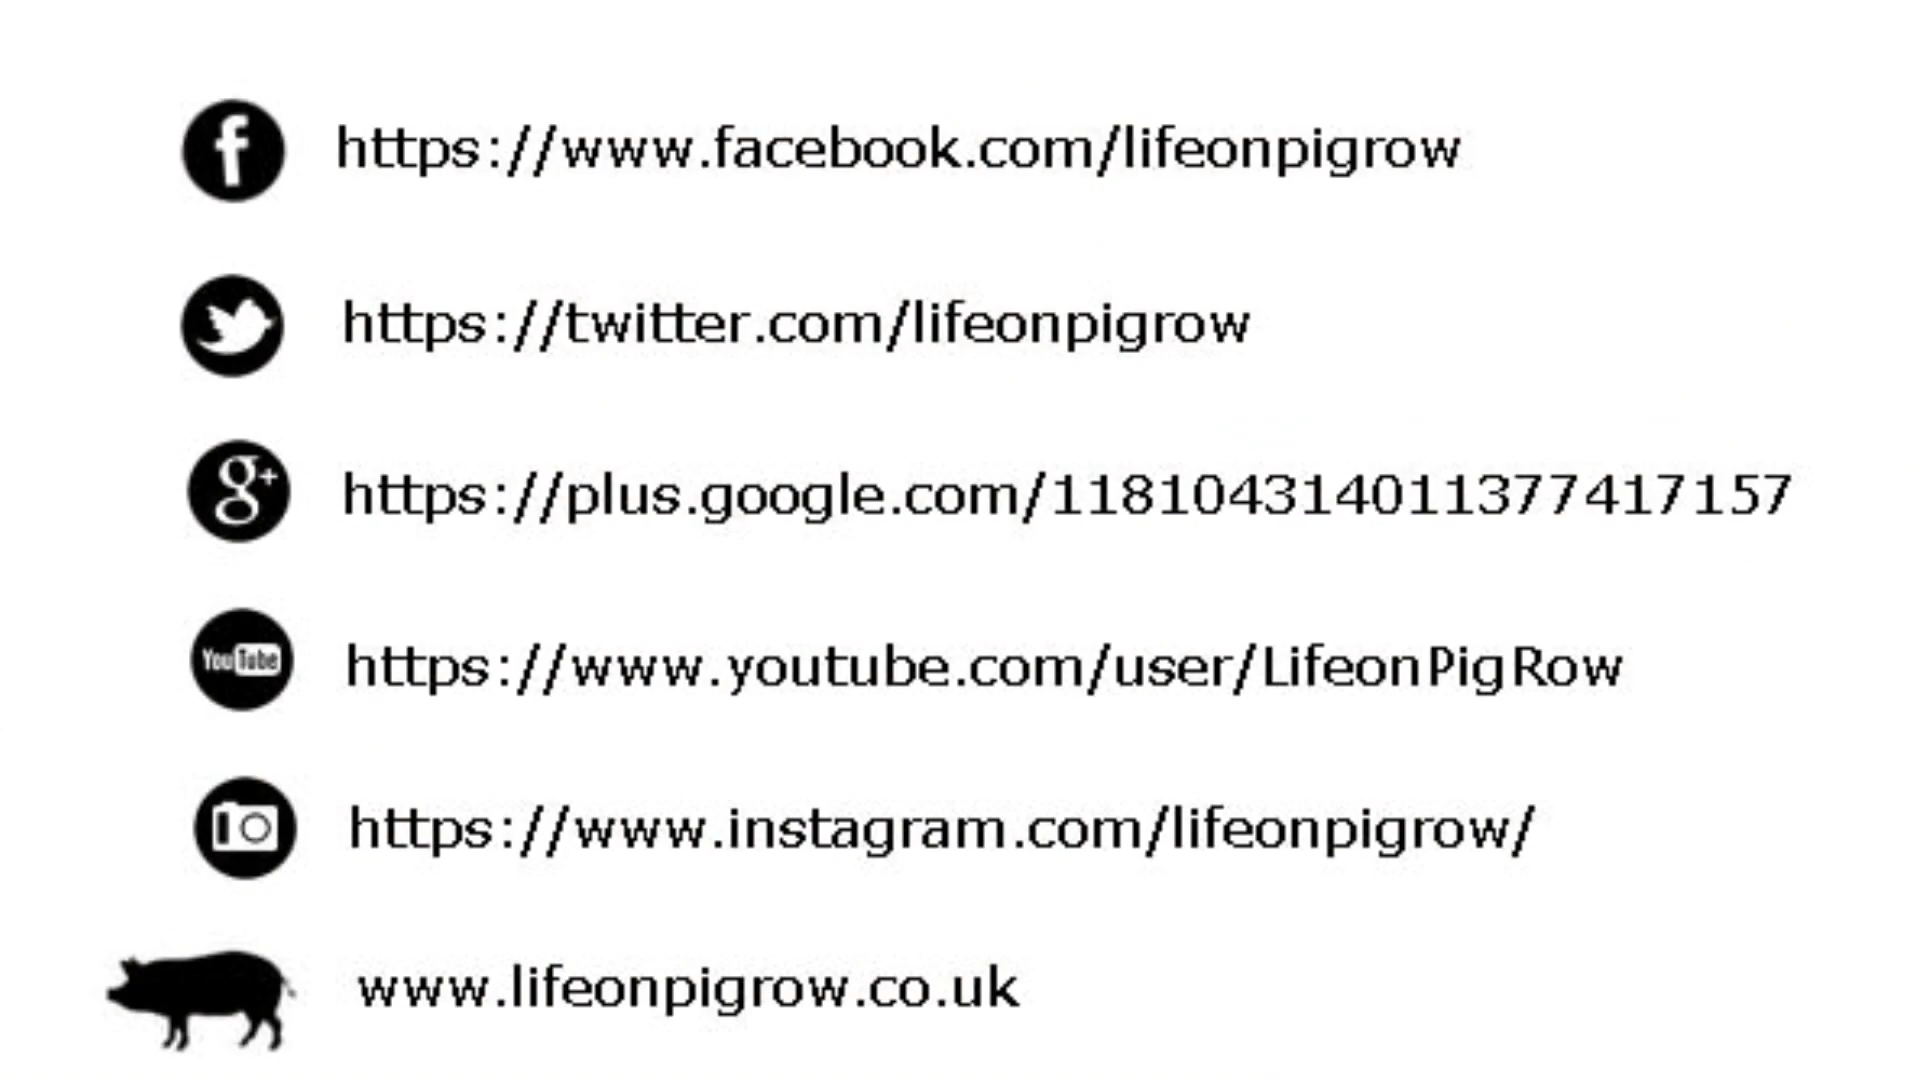 f https://www.facebook.com/lifeonpigrow
https://twitter.com/lifeonpigrow
g+ https://plus.google.com/118104314011377417157
YouTube https://www.youtube.com/user/LifeonPigRow
https://www.instagram.com/lifeonpigrow/
www.lifeonpigrow.co.uk